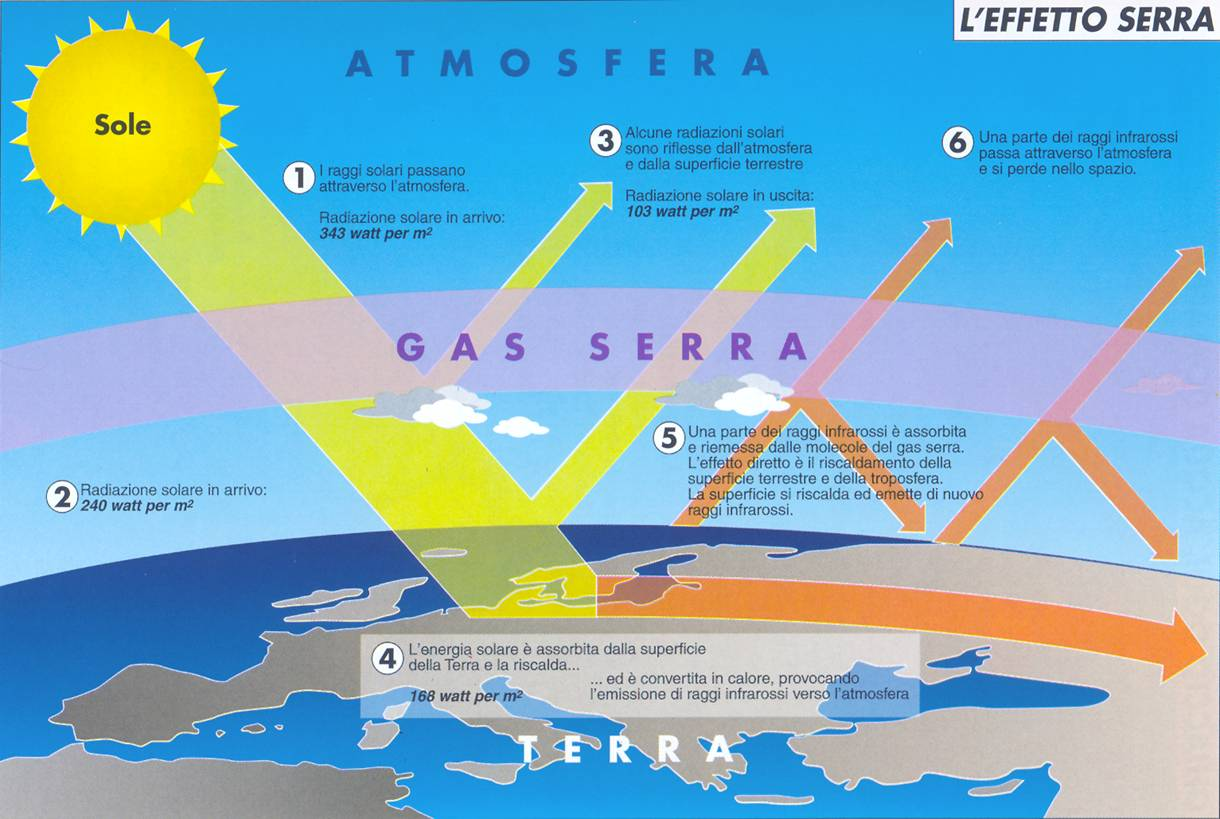 L'EFFETTO SERRA
ATMOSFERA
Sole
1
I raggi solari passano
attraverso l'atmosfera.
Radiazione solare in arrivo:
343 watt per m²
3
Alcune radiazioni solari
sono riflesse dall'atmosfera
e dalla superficie terrestre
Radiazione solare in uscita:
103 watt per m²
6
Una parte dei raggi infrarossi
passa attraverso l'atmosfera
e si perde nello spazio.
GAS SERRA
2
Radiazione solare in arrivo:
240 watt per m²
5
Una parte dei raggi infrarossi è assorbita
e riemessa dalle molecole del gas serra.
L'effetto diretto è il riscaldamento della
superficie terrestre e della troposfera.
La superficie si riscalda ed emette di nuovo
raggi infrarossi.
4
L'energia solare è assorbita dalla superficie
della Terra e la riscalda...
168 watt per m²
... ed è convertita in calore, provocando
l'emissione di raggi infrarossi verso l'atmosfera
TERRA